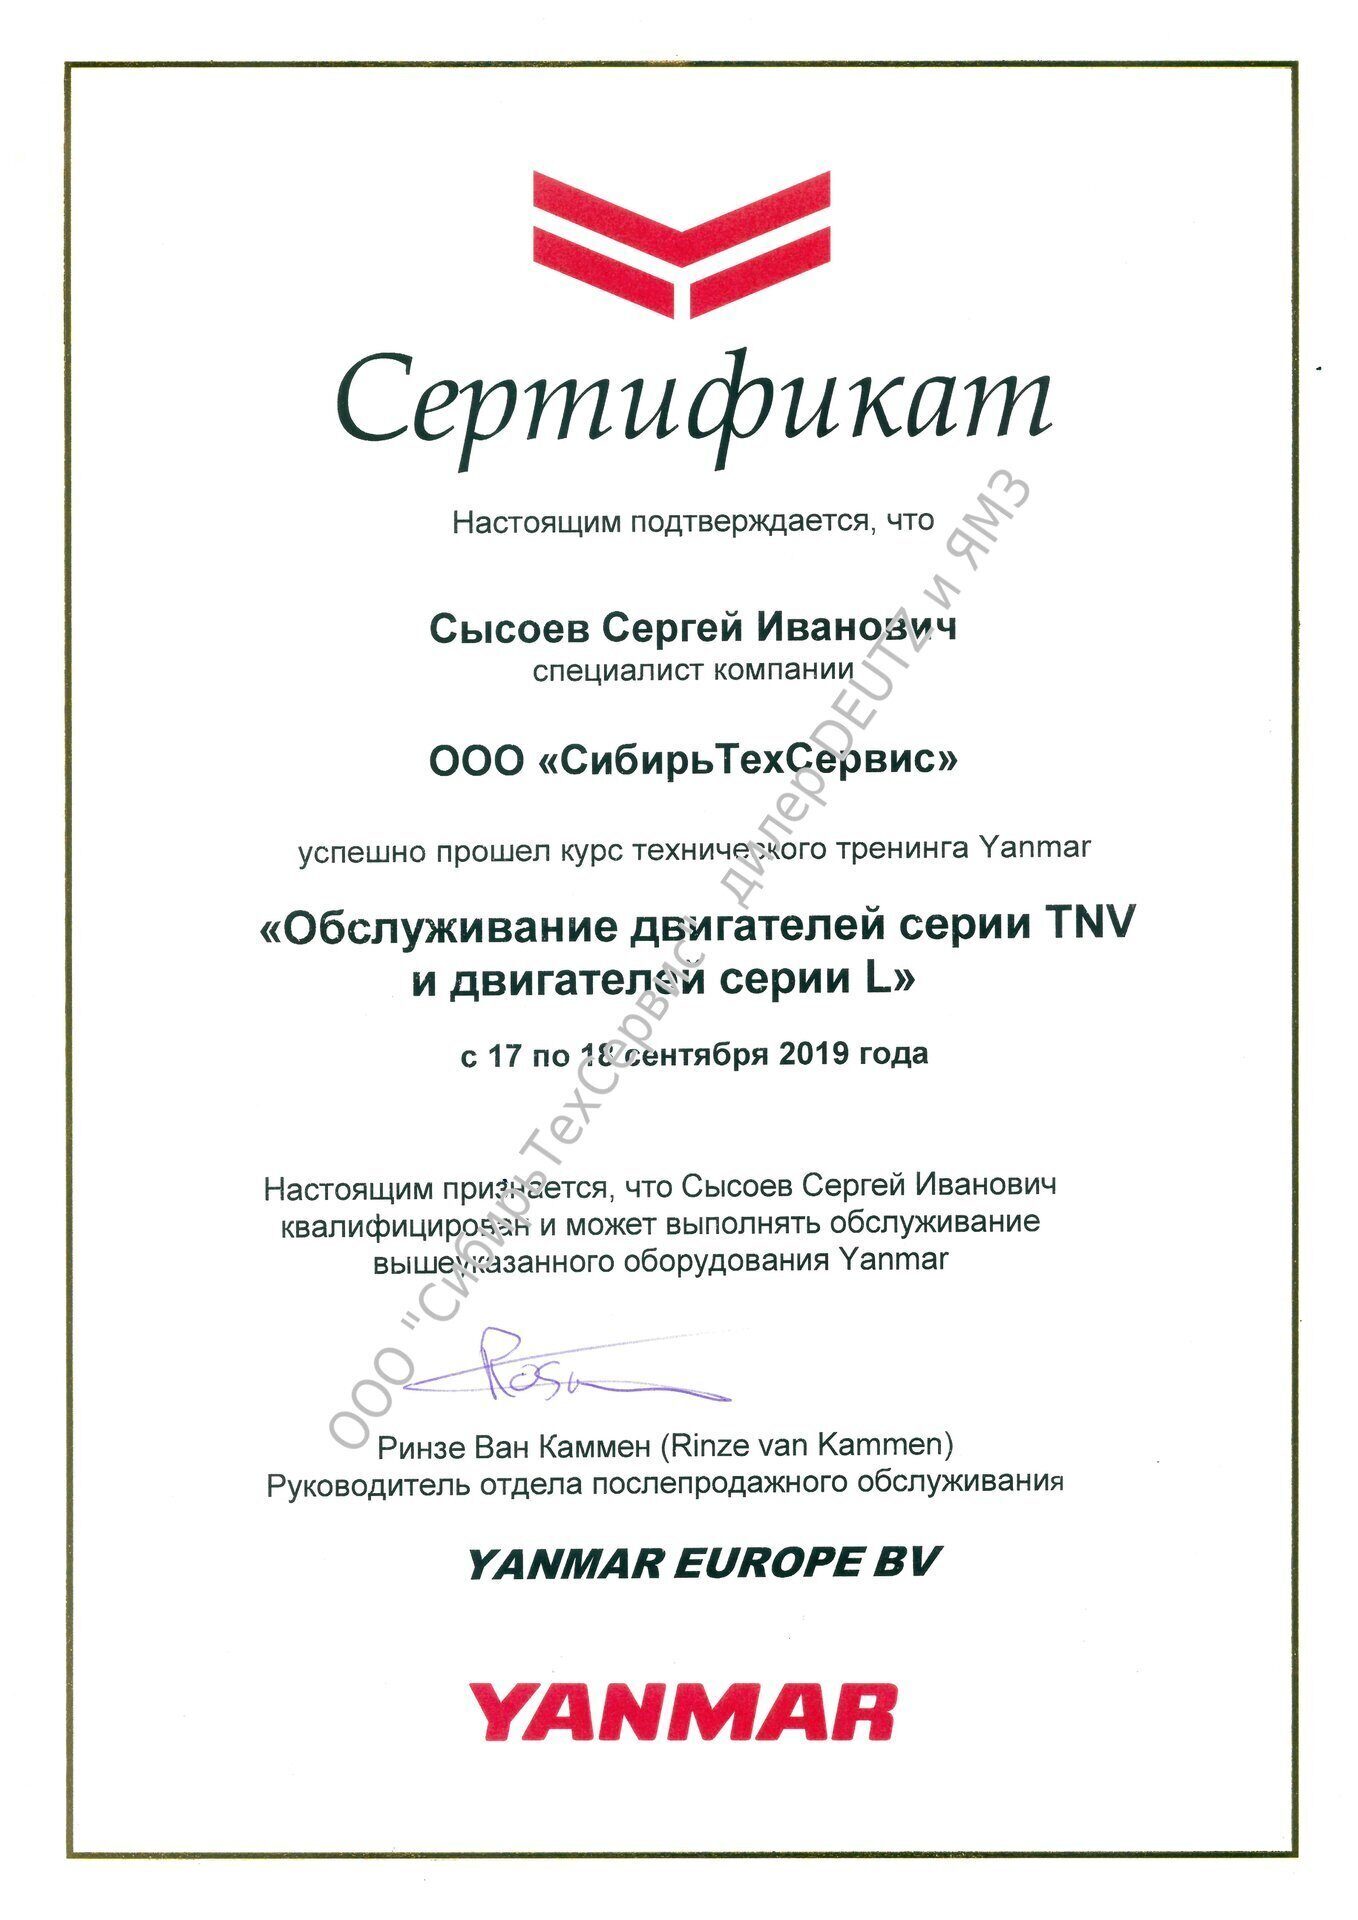 Сертификат
Настоящим подтверждается, что
Сысоев Сергей Иванович
специалист компании
ООО «СибирьТехСервис»
успешно прошел курс технического тренинга Yanmar
«Обслуживание двигателей серии TNV
и двигателей серии L»
с 17 по 18 сентября 2019 года
Настоящим признается, что Сысоев Сергей Иванович
квалифицирован и может выполнять обслуживание
вышеуказанного оборудования Yanmar
Ринзе Ван Каммен (Rinze van Kammen)
Руководитель отдела послепродажного обслуживания
YANMAR EUROPE BV
YANMAR
ООО "СибирьТехСервис" дилер DEUTZ и ЯМЗ